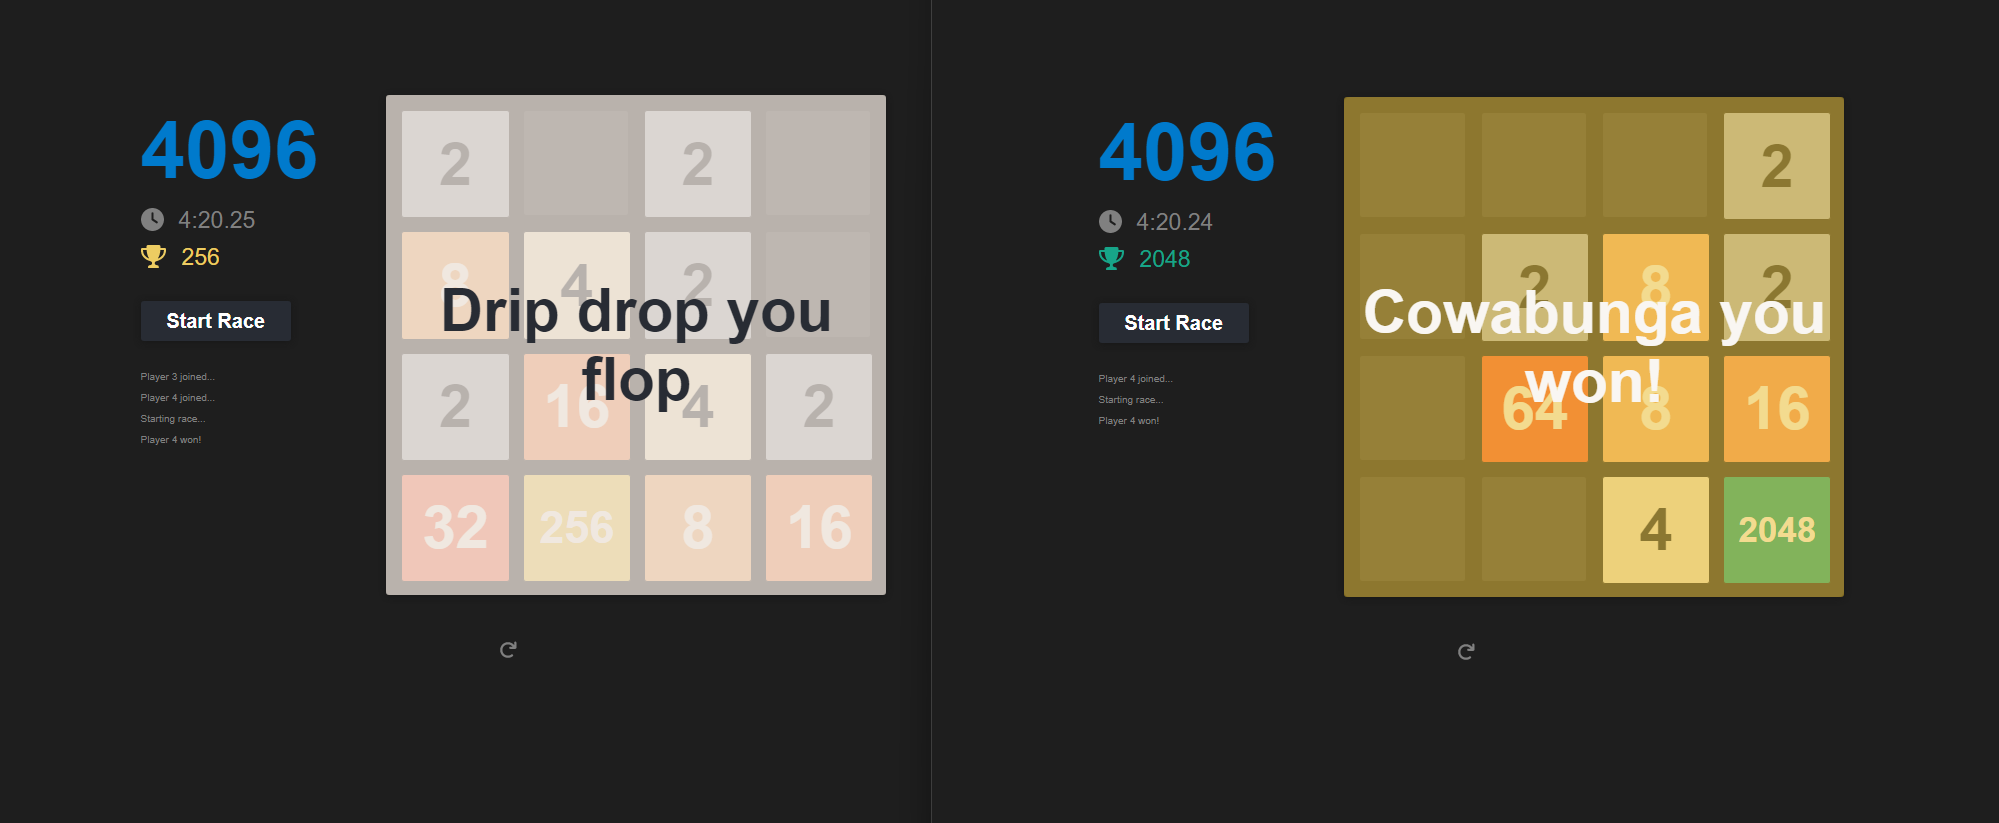 4096
4:20.25
256
Start Race
Player 3 joined...
Player 4 joined...
Starting race...
Player 4 won!
2 2
8 4 2
2 16 4 2
32 256 8 16
Drip drop you
flop
4096
4:20.24
2048
Start Race
Player 4 joined...
Starting race...
Player 4 won!
2
2 8 2
64 8 16
4 2048
Cowabunga you
won!